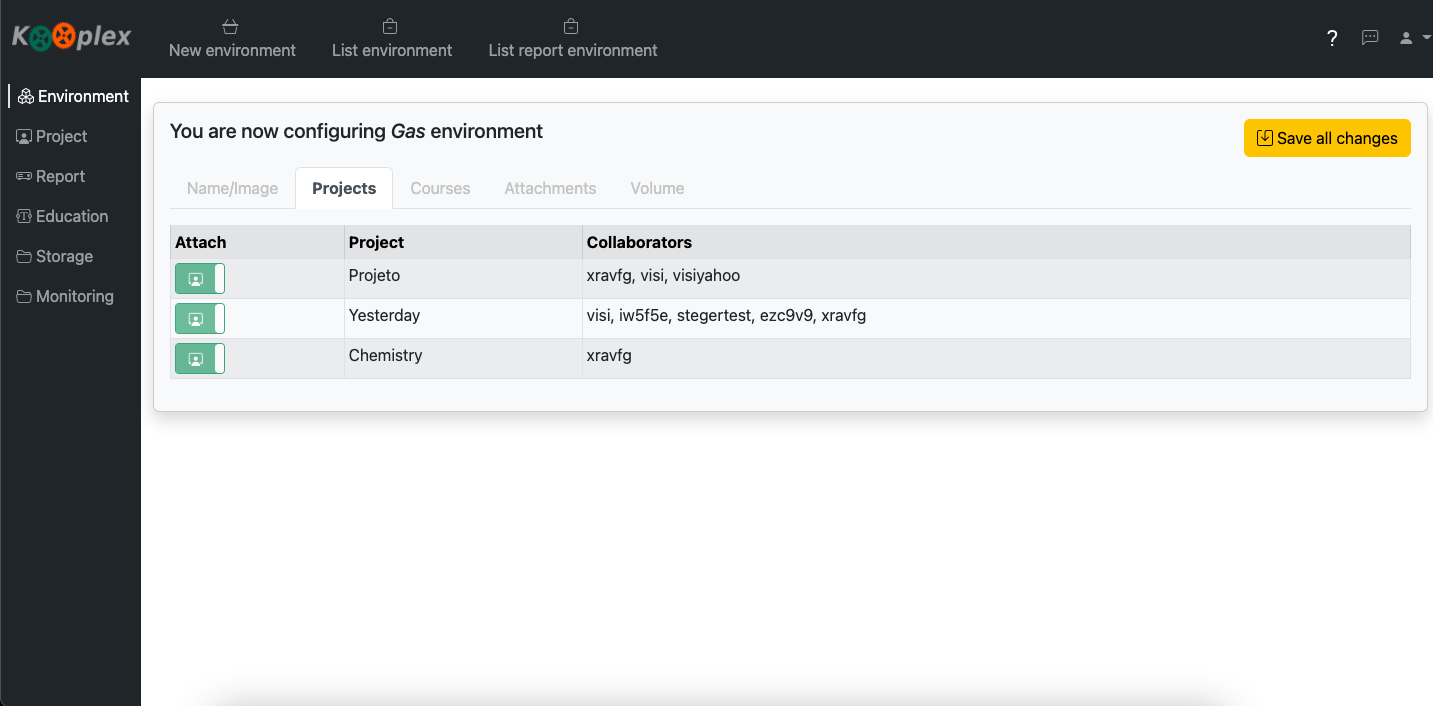 Kooplex
New environment List environment List report environment ?
Environment
Project
Report
Education
Storage
Monitoring
You are now configuring Gas environment
Save all changes
Name/Image Projects Courses Attachments Volume
Attach Project Collaborators
Projeto xravfg, visi, visiyahoo
Yesterday visi, iw5f5e, stegertest, ezc9v9, xravfg
Chemistry xravfg